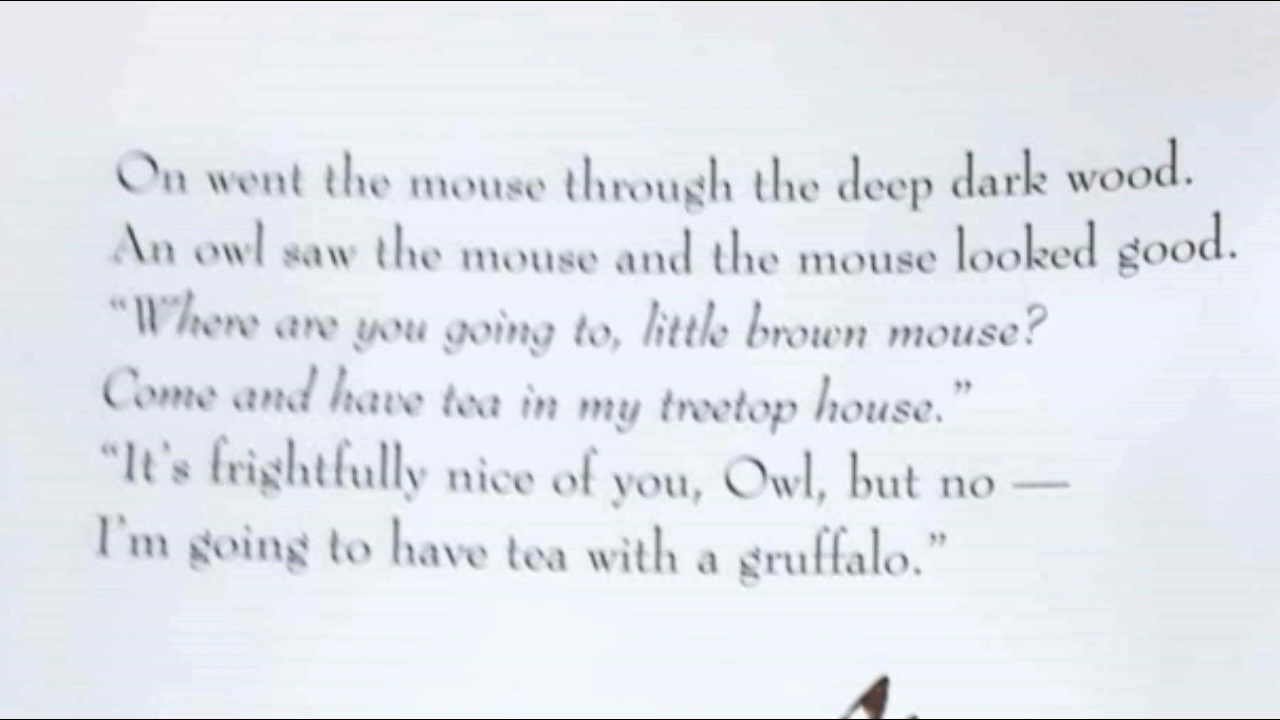 On went the mouse through the deep dark wood.
An owl saw the mouse and the mouse looked good.
“Where are you going to, little brown mouse?
Come and have tea in my treetop house.”
“It’s frightfully nice of you, Owl, but no —
I’m going to have tea with a gruffalo.”